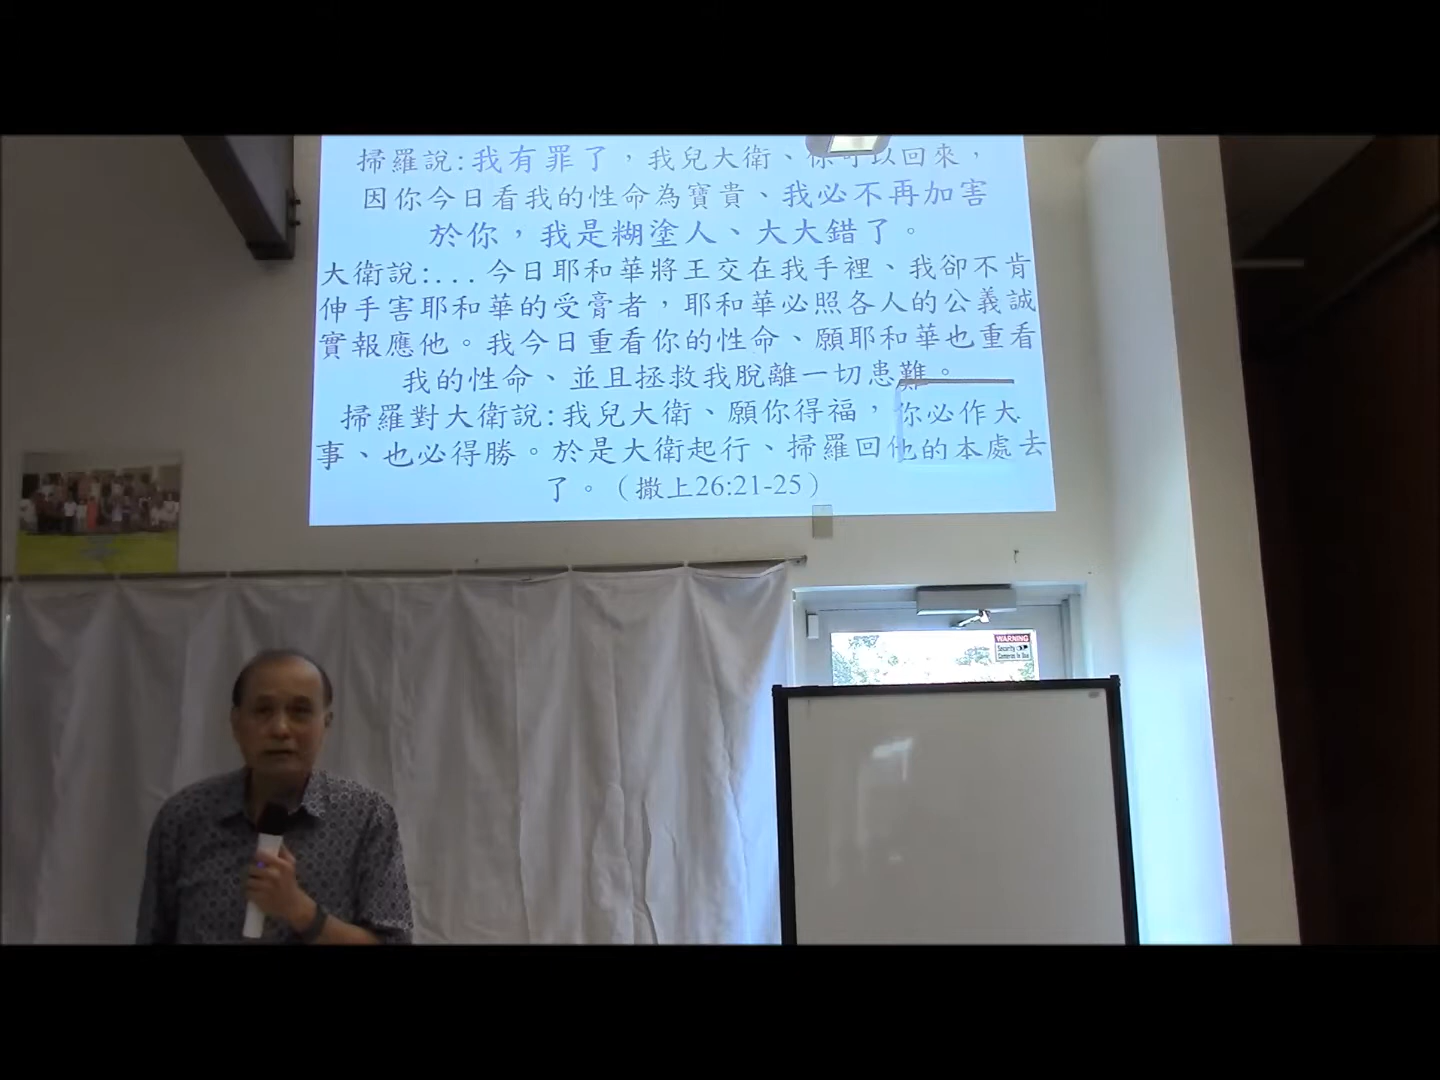 掃羅說:我有罪了，我兒大衛、你可以回來，
因你今日看我的性命為寶貴、我必不再加害
於你，我是糊塗人、大大錯了。
大衛說:...今日耶和華將王交在我手裡、我卻不肯
伸手害耶和華的受膏者，耶和華必照各人的公義誠
實報應他。我今日重看你的性命、願耶和華也重看
我的性命、並且拯救我脫離一切患難。
掃羅對大衛說:我兒大衛、願你得福，你必作大
事、也必得勝。於是大衛起行、掃羅回他的本處去
了。（撒上26:21-25）
WARNING
Security
Cameras In Use